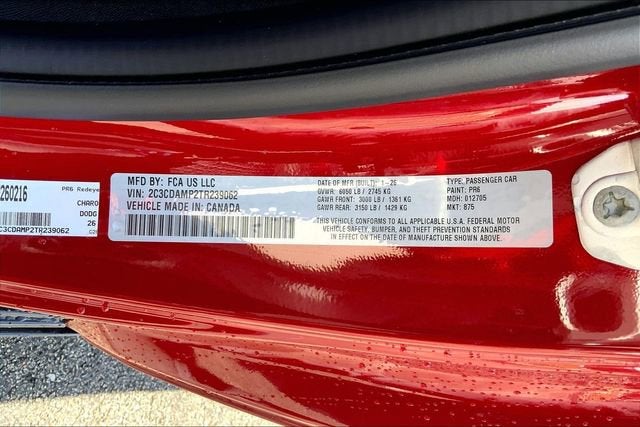 260216
PR6 Redeye
CHARG
DODG
26
C3CDAMP2TR239062
MFD BY: FCA US LLC
VIN: 2C3CDAMP2TR239062
VEHICLE MADE IN: CANADA
DATE OF MFR (BUILT): 1-26
GVWR: 6050 LB / 2745 KG
GAWR FRONT: 3000 LB / 1361 KG
GAWR REAR: 3150 LB / 1429 KG
TYPE: PASSENGER CAR
PAINT: PR6
MDH: 012705
MKT: B75
THIS VEHICLE CONFORMS TO ALL APPLICABLE U.S.A. FEDERAL MOTOR
VEHICLE SAFETY, BUMPER, AND THEFT PREVENTION STANDARDS
IN EFFECT ON THE DATE OF MANUFACTURE SHOWN ABOVE.